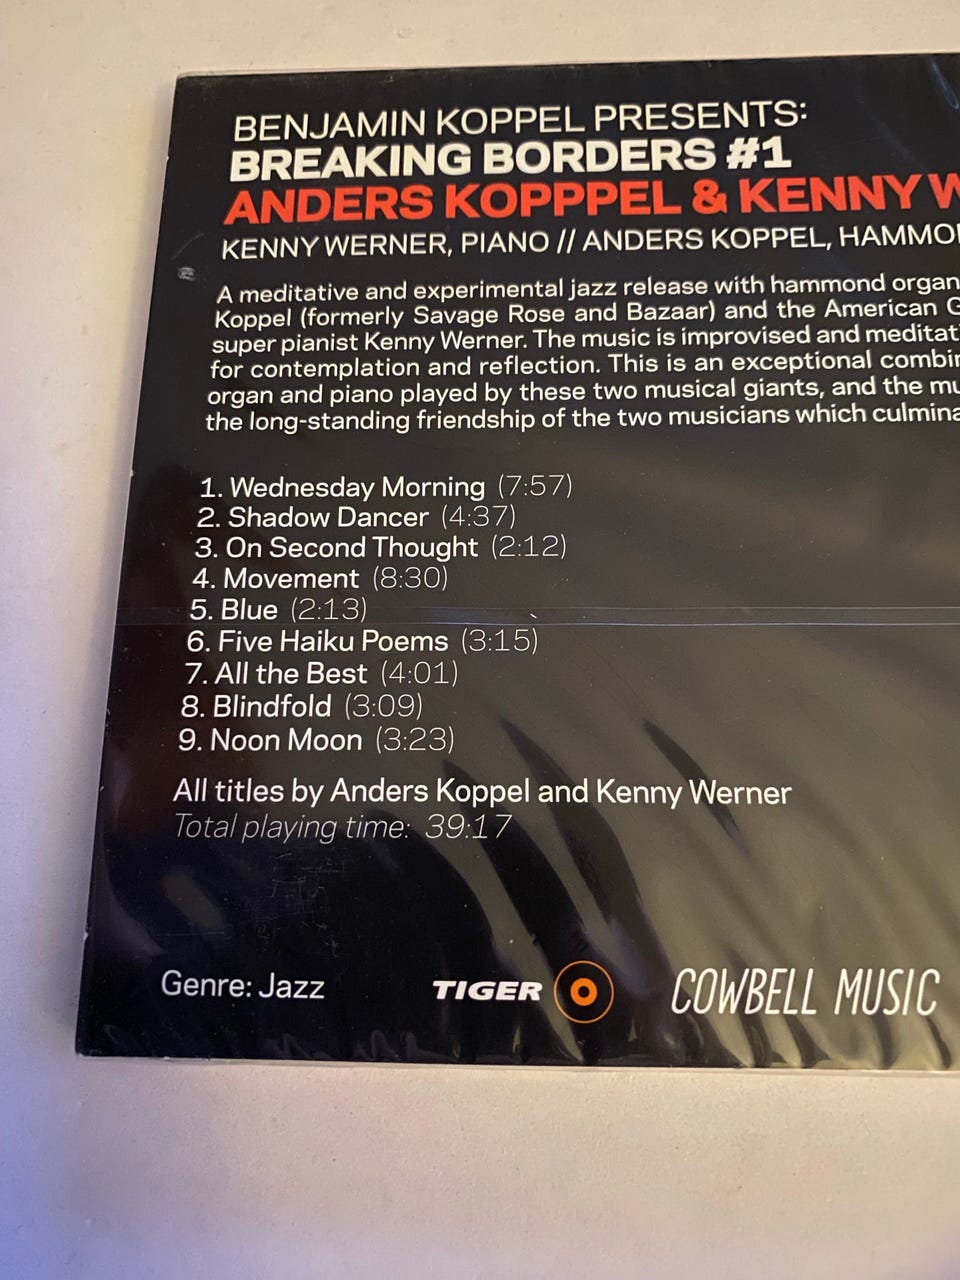 BENJAMIN KOPPEL PRESENTS:
BREAKING BORDERS #1
ANDERS KOPPPEL & KENNY W
KENNY WERNER, PIANO // ANDERS KOPPEL, HAMMO
A meditative and experimental jazz release with hammond organ
Koppel (formerly Savage Rose and Bazaar) and the American G
super pianist Kenny Werner. The music is improvised and meditat
for contemplation and reflection. This is an exceptional combin
organ and piano played by these two musical giants, and the mu
the long-standing friendship of the two musicians which culmina
1. Wednesday Morning (7:57)
2. Shadow Dancer (4:37)
3. On Second Thought (2:12)
4. Movement (8:30)
5. Blue (2:13)
6. Five Haiku Poems (3:15)
7. All the Best (4:01)
8. Blindfold (3:09)
9. Noon Moon (3:23)
All titles by Anders Koppel and Kenny Werner
Total playing time: 39:17
Genre: Jazz TIGER COWBELL MUSIC